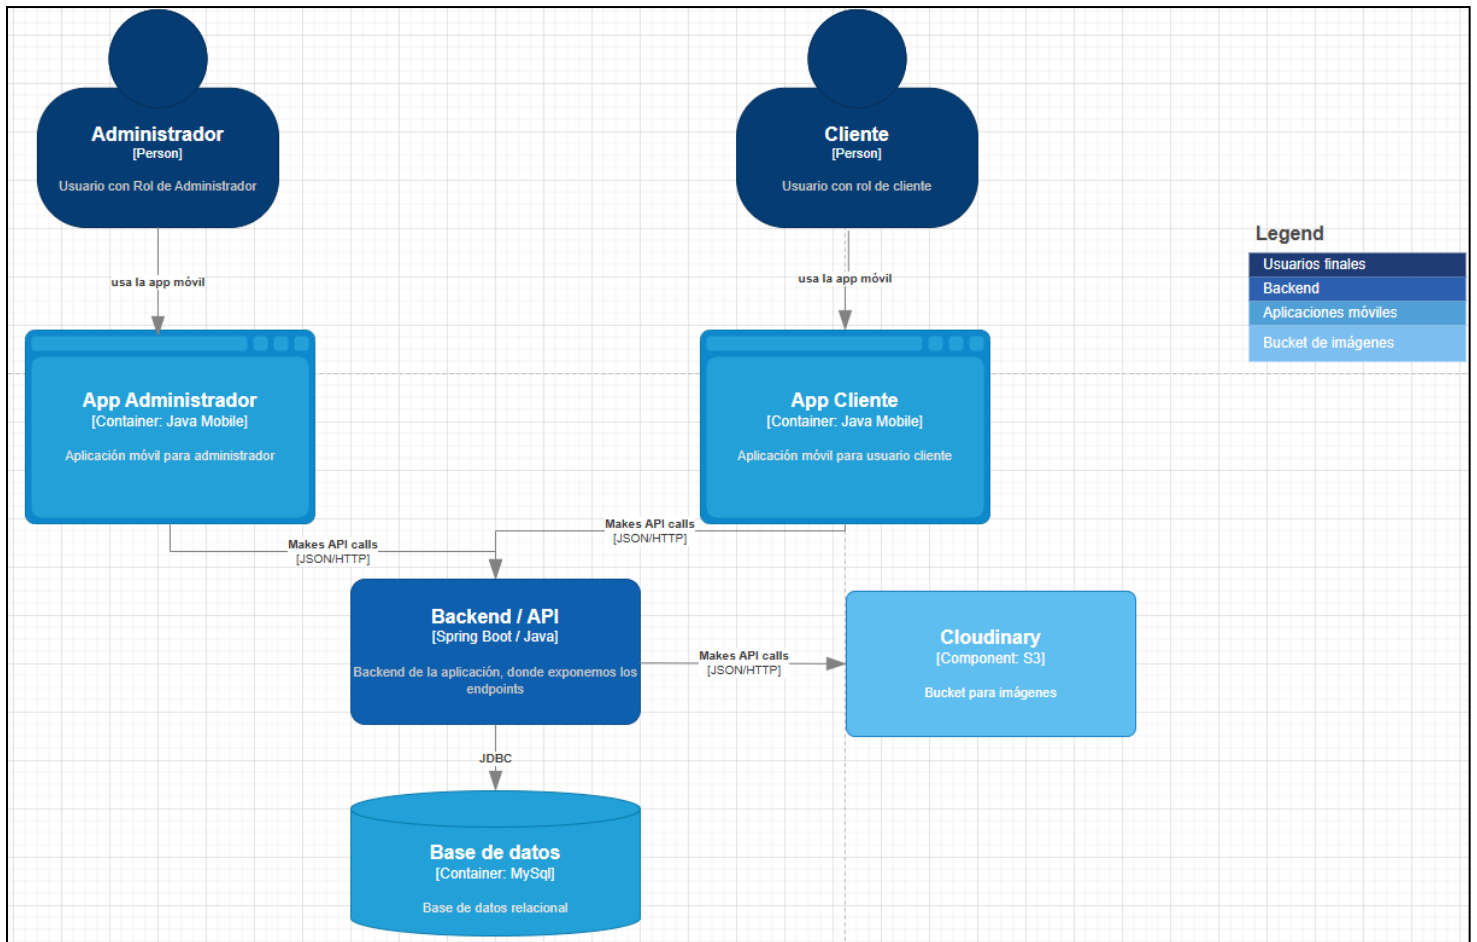 Administrador
[Person]
Usuario con Rol de Administrador
Cliente
[Person]
Usuario con rol de cliente
Legend
Usuarios finales
Backend
Aplicaciones móviles
Bucket de imágenes
usa la app móvil
usa la app móvil
App Administrador
[Container: Java Mobile]
Aplicación móvil para administrador
App Cliente
[Container: Java Mobile]
Aplicación móvil para usuario cliente
Makes API calls
[JSON/HTTP]
Makes API calls
[JSON/HTTP]
Backend / API
[Spring Boot / Java]
Backend de la aplicación, donde exponemos los
endpoints
Makes API calls
[JSON/HTTP]
Cloudinary
[Component: S3]
Bucket para imágenes
JDBC
Base de datos
[Container: MySql]
Base de datos relacional